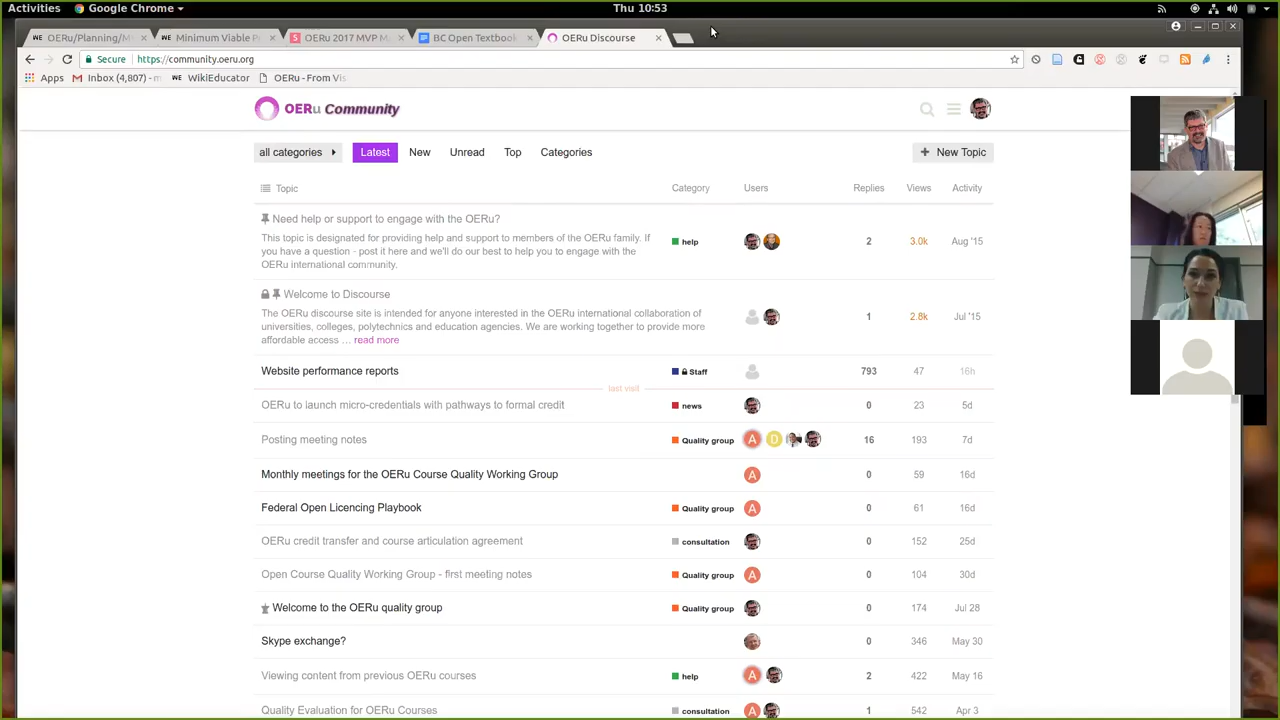 Activities Google Chrome Thu 10:53
OERu/Planning/M Minimum Viable P OERU 2017 MVP M BC Open Textbook OERu Discourse
Secure https://community.oeru.org
Apps Inbox (4,807) - m WikiEducator OERu - From Vis
OERu Community
all categories Latest New Unread Top Categories + New Topic
Topic Category Users Replies Views Activity
Need help or support to engage with the OERu?
This topic is designated for providing help and support to members of the OERu family. If
you have a question - post it here and we'll do our best to help you to engage with the
OERu international community.
help 2 3.0k Aug '15
Welcome to Discourse
The OERu discourse site is intended for anyone interested in the OERu international collaboration of
universities, colleges, polytechnics and education agencies. We are working together to provide more
affordable access ... read more
1 2.8k Jul '15
Website performance reports Staff 793 47 16h
last visit
OERu to launch micro-credentials with pathways to formal credit news 0 23 5d
Posting meeting notes Quality group A D 16 193 7d
Monthly meetings for the OERu Course Quality Working Group A 0 59 16d
Federal Open Licencing Playbook Quality group A 0 61 16d
OERu credit transfer and course articulation agreement consultation 0 152 25d
Open Course Quality Working Group - first meeting notes Quality group A 0 104 30d
Welcome to the OERu quality group Quality group 0 174 Jul 28
Skype exchange? 0 346 May 30
Viewing content from previous OERu courses help A 2 422 May 16
Quality Evaluation for OERu Courses consultation A 1 542 Apr 3